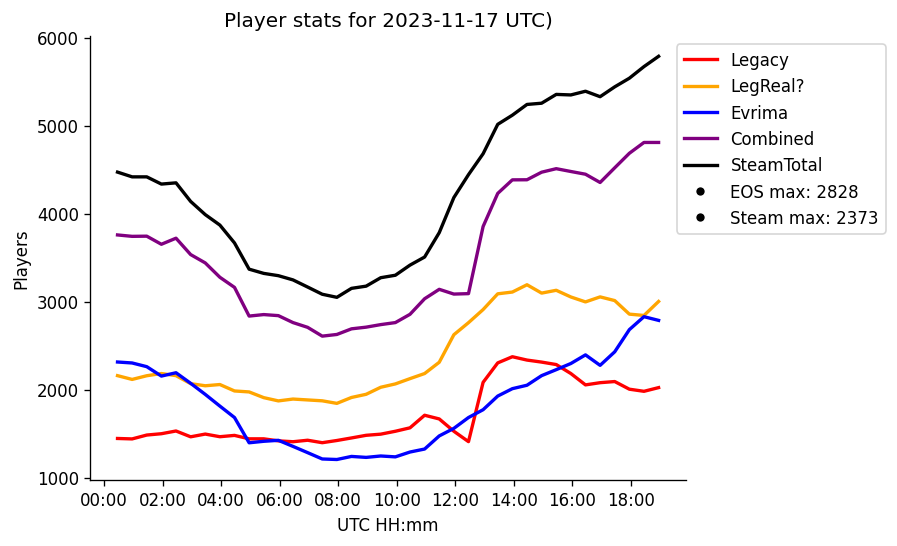 Player stats for 2023-11-17 UTC)
6000
5000
4000
3000
2000
1000
Players
00:00 02:00 04:00 06:00 08:00 10:00 12:00 14:00 16:00 18:00
UTC HH:mm
Legacy
LegReal?
Evrima
Combined
SteamTotal
EOS max: 2828
Steam max: 2373